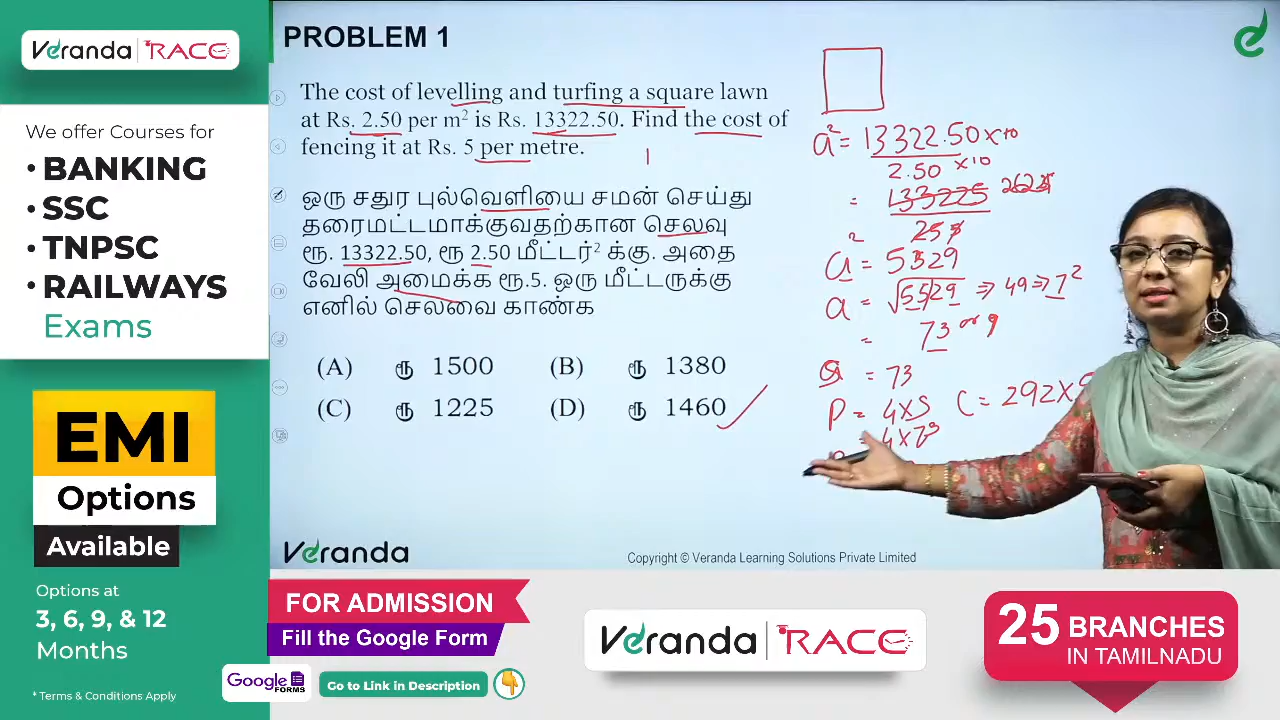 Veranda RACE
We offer Courses for
• BANKING
• SSC
• TNPSC
• RAILWAYS
Exams
EMI
Options
Available
Options at
3, 6, 9, & 12
Months
* Terms & Conditions Apply
PROBLEM 1
The cost of levelling and turfing a square lawn
at Rs. 2.50 per m² is Rs. 13322.50. Find the cost of
fencing it at Rs. 5 per metre.
ஒரு சதுர புல்வெளியை சமன் செய்து
தரைமட்டமாக்குவதற்கான செலவு
ரூ. 13322.50, ரூ 2.50 மீட்டர்² க்கு. அதை
வேலி அமைக்க ரூ.5. ஒரு மீட்டருக்கு
எனில் செலவை காண்க
(A) ரூ 1500 (B) ரூ 1380
(C) ரூ 1225 (D) ரூ 1460
a² = 13322.50 × 10
2.50 × 10
= 133225
25
a² = 5329
a = √5329 ⇒ 49 ⇒ 7²
= 73 or 9
a = 73
P = 4×S C = 292×5
= 4×73
Veranda
Copyright © Veranda Learning Solutions Private Limited
FOR ADMISSION
Fill the Google Form
Google FORMS
Go to Link in Description
Veranda RACE
25 BRANCHES
IN TAMILNADU